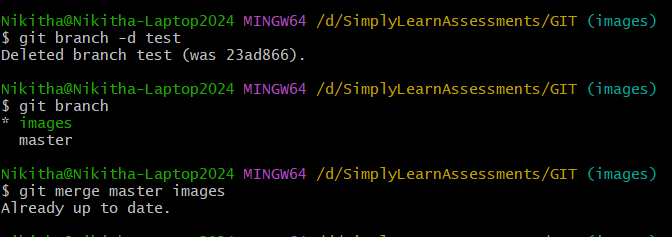 Nikitha@Nikitha-Laptop2024 MINGW64 /d/SimplyLearnAssessments/GIT (images)
$ git branch -d test
Deleted branch test (was 23ad866).
Nikitha@Nikitha-Laptop2024 MINGW64 /d/SimplyLearnAssessments/GIT (images)
$ git branch
* images
master
Nikitha@Nikitha-Laptop2024 MINGW64 /d/SimplyLearnAssessments/GIT (images)
$ git merge master images
Already up to date.